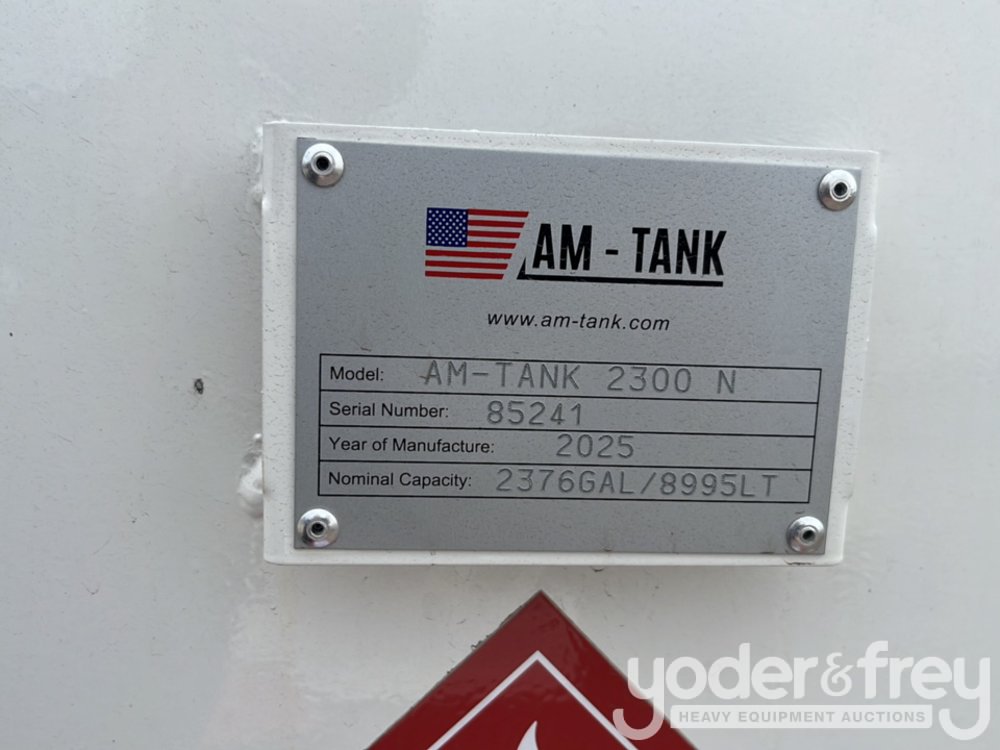 AM - TANK
www.am-tank.com
Model: AM-TANK 2300 N
Serial Number: 85241
Year of Manufacture: 2025
Nominal Capacity: 2376GAL/8995LT
yoder&frey
HEAVY EQUIPMENT AUCTIONS